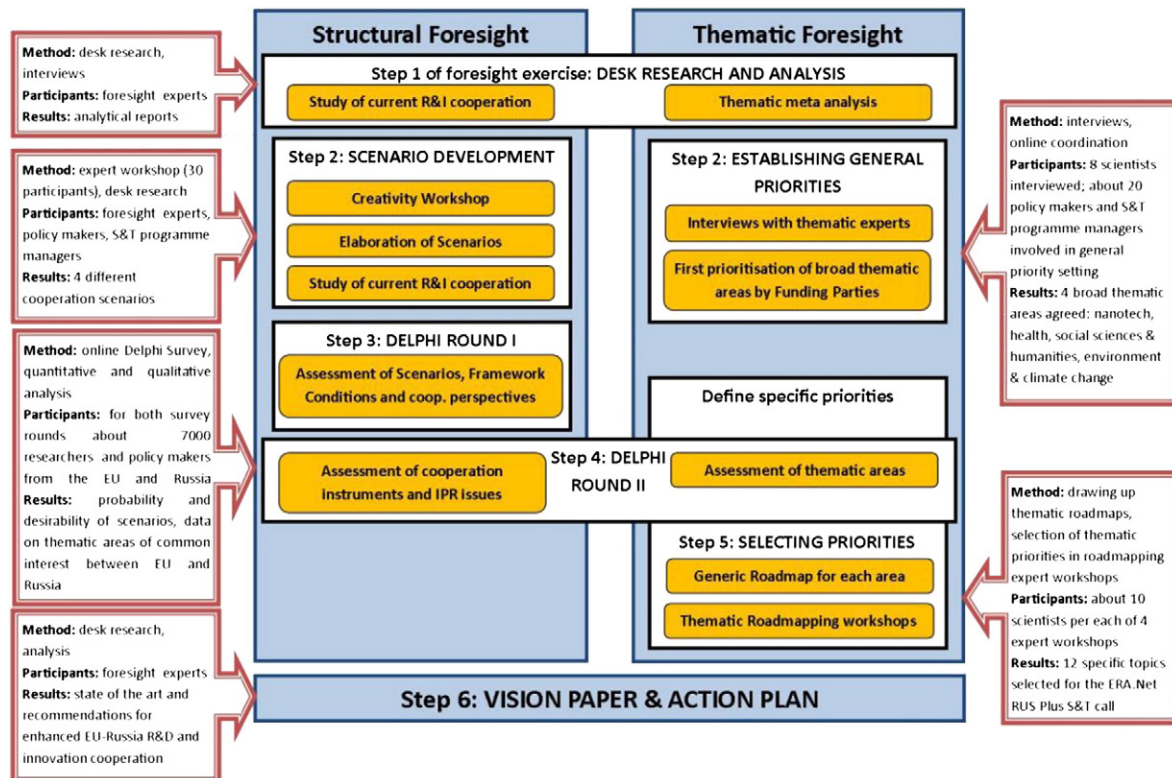 Structural Foresight
Thematic Foresight
Step 1 of foresight exercise: DESK RESEARCH AND ANALYSIS
Study of current R&I cooperation
Thematic meta analysis
Method: desk research,
interviews
Participants: foresight experts
Results: analytical reports
Step 2: SCENARIO DEVELOPMENT
Creativity Workshop
Elaboration of Scenarios
Study of current R&I cooperation
Method: expert workshop (30
participants), desk research
Participants: foresight experts,
policy makers, S&T programme
managers
Results: 4 different
cooperation scenarios
Step 2: ESTABLISHING GENERAL
PRIORITIES
Interviews with thematic experts
First prioritisation of broad thematic
areas by Funding Parties
Method: interviews,
online coordination
Participants: 8 scientists
interviewed; about 20
policy makers and S&T
programme managers
involved in general
priority setting
Results: 4 broad thematic
areas agreed: nanotech,
health, social sciences &
humanities, environment
& climate change
Step 3: DELPHI ROUND I
Assessment of Scenarios, Framework
Conditions and coop. perspectives
Method: online Delphi Survey,
quantitative and qualitative
analysis
Participants: for both survey
rounds about 7000
researchers and policy makers
from the EU and Russia
Results: probability and
desirability of scenarios, data
on thematic areas of common
interest between EU and
Russia
Define specific priorities
Step 4: DELPHI
ROUND II
Assessment of cooperation
instruments and IPR issues
Assessment of thematic areas
Step 5: SELECTING PRIORITIES
Generic Roadmap for each area
Thematic Roadmapping workshops
Method: drawing up
thematic roadmaps,
selection of thematic
priorities in roadmapping
expert workshops
Participants: about 10
scientists per each of 4
expert workshops
Results: 12 specific topics
selected for the ERA.Net
RUS Plus S&T call
Method: desk research,
analysis
Participants: foresight experts
Results: state of the art and
recommendations for
enhanced EU-Russia R&D and
innovation cooperation
Step 6: VISION PAPER & ACTION PLAN